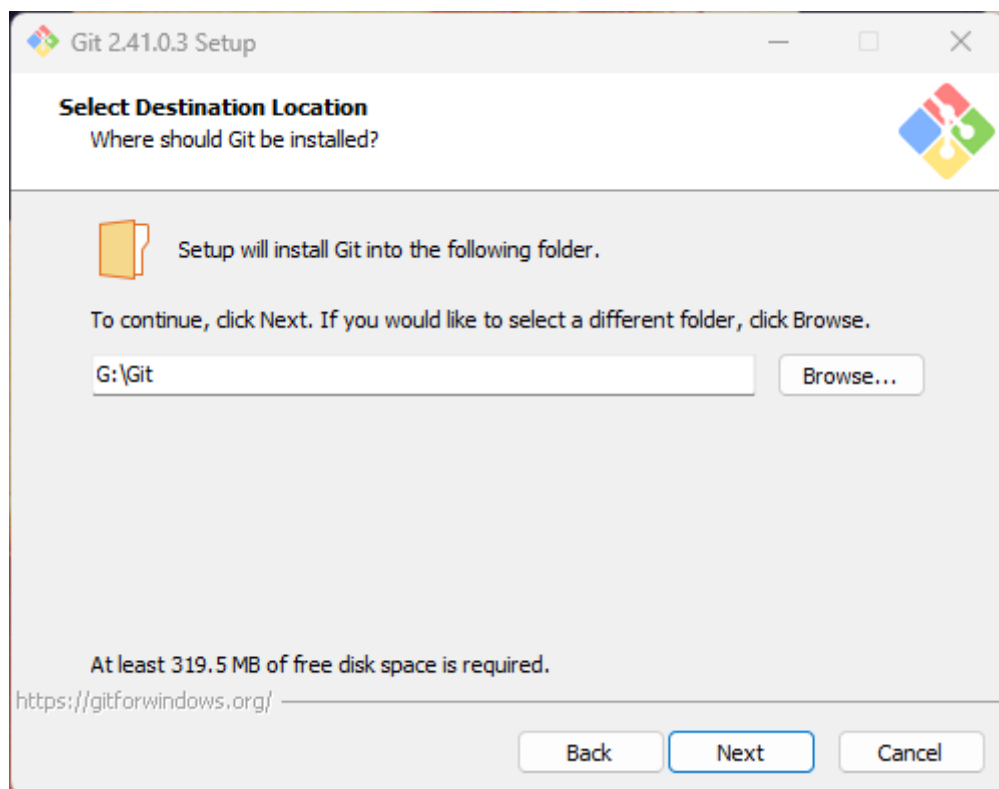 Git 2.41.0.3 Setup
Select Destination Location
Where should Git be installed?
Setup will install Git into the following folder.
To continue, click Next. If you would like to select a different folder, click Browse.
G:\Git
Browse...
At least 319.5 MB of free disk space is required.
https://gitforwindows.org/
Back
Next
Cancel